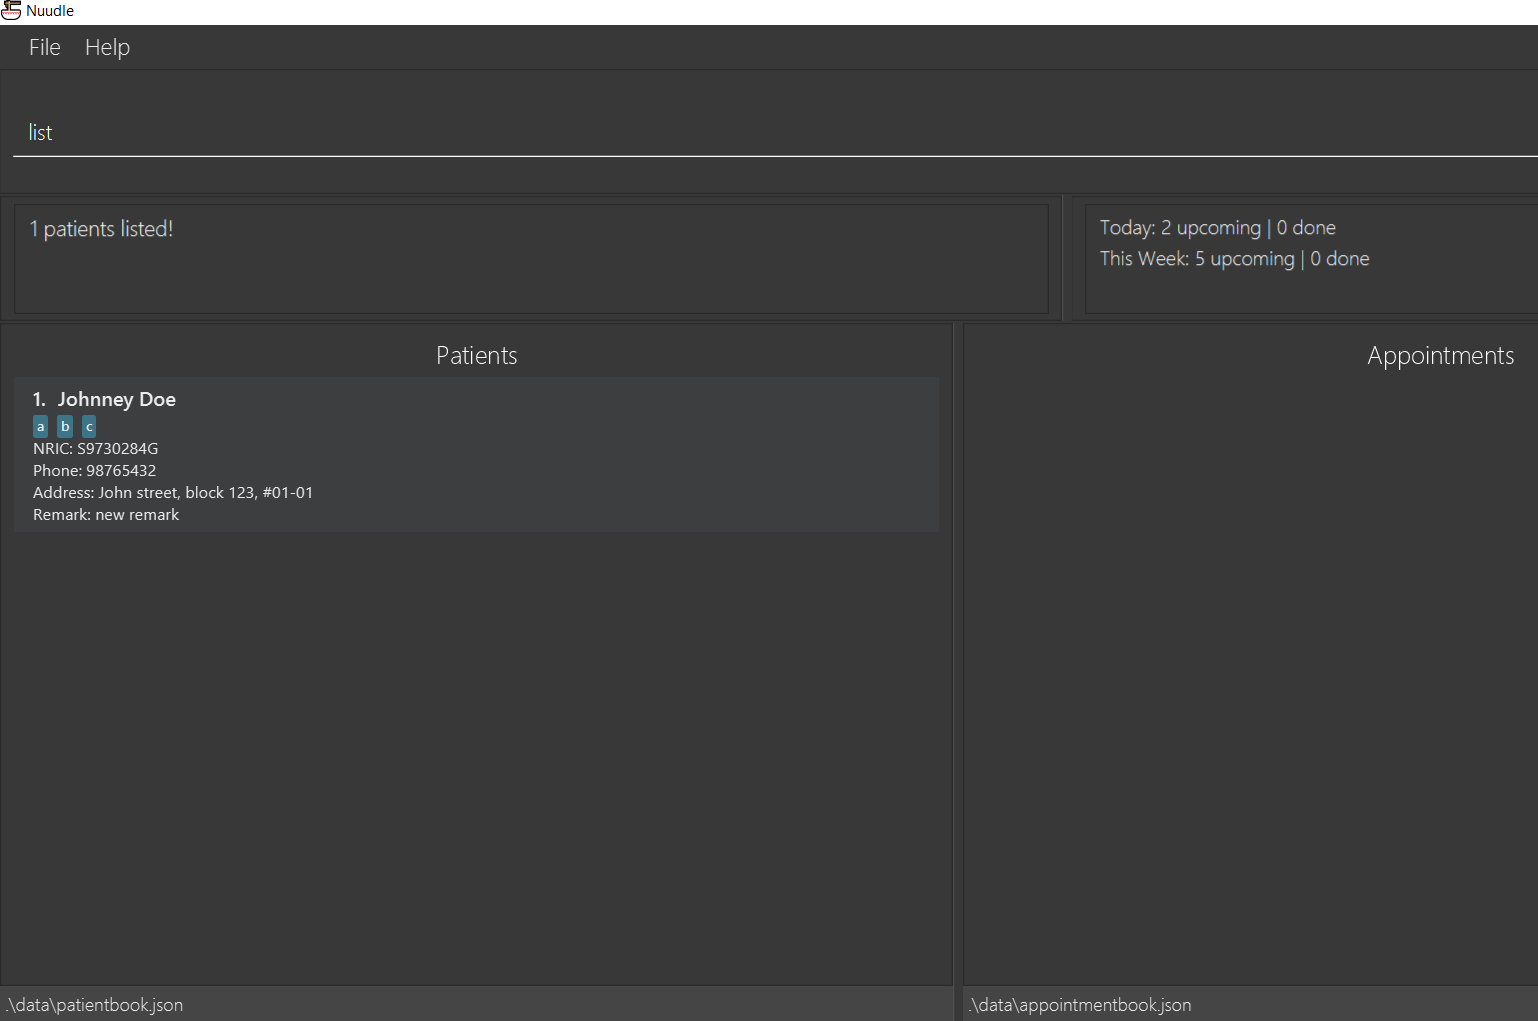 Nuudle
File Help
list
1 patients listed!
Today: 2 upcoming | 0 done
This Week: 5 upcoming | 0 done
Patients
1. Johnney Doe
a b c
NRIC: S9730284G
Phone: 98765432
Address: John street, block 123, #01-01
Remark: new remark
Appointments
.\data\patientbook.json
.\data\appointmentbook.json